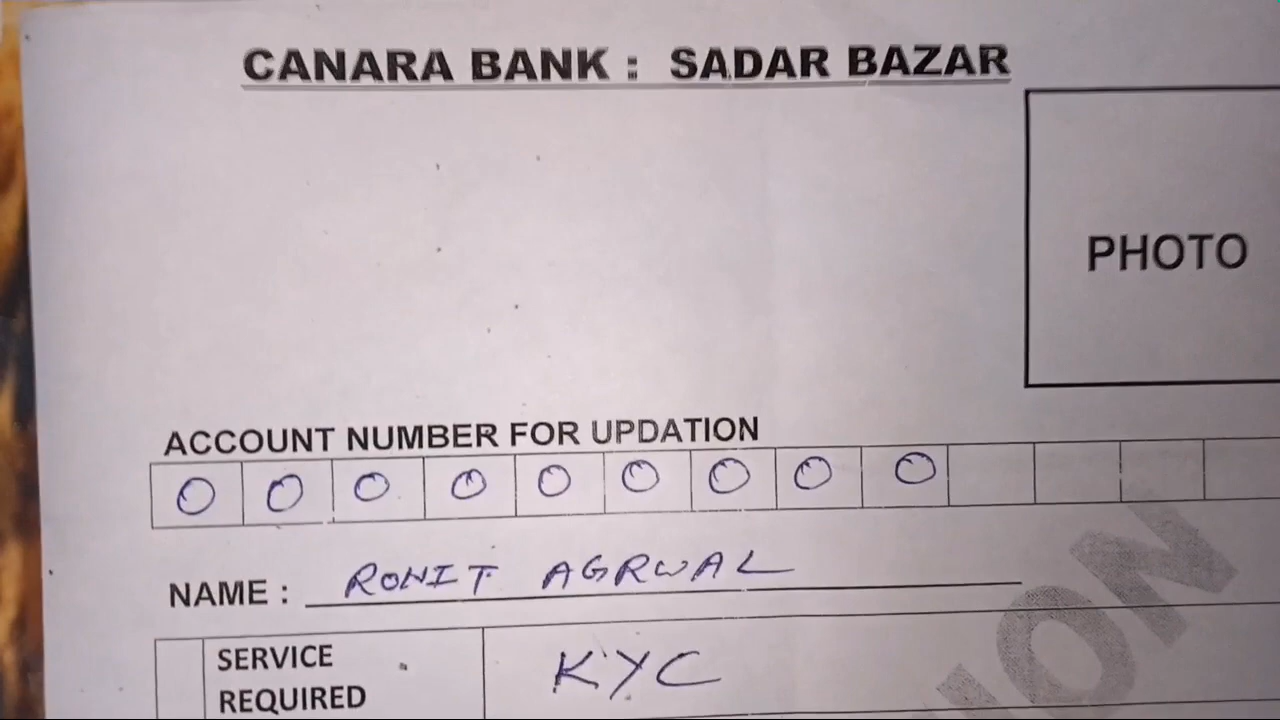 CANARA BANK : SADAR BAZAR
PHOTO
ACCOUNT NUMBER FOR UPDATION
0 0 0 0 0 0 0 0 0
NAME : RONIT AGRWAL
SERVICE REQUIRED KYC
ION